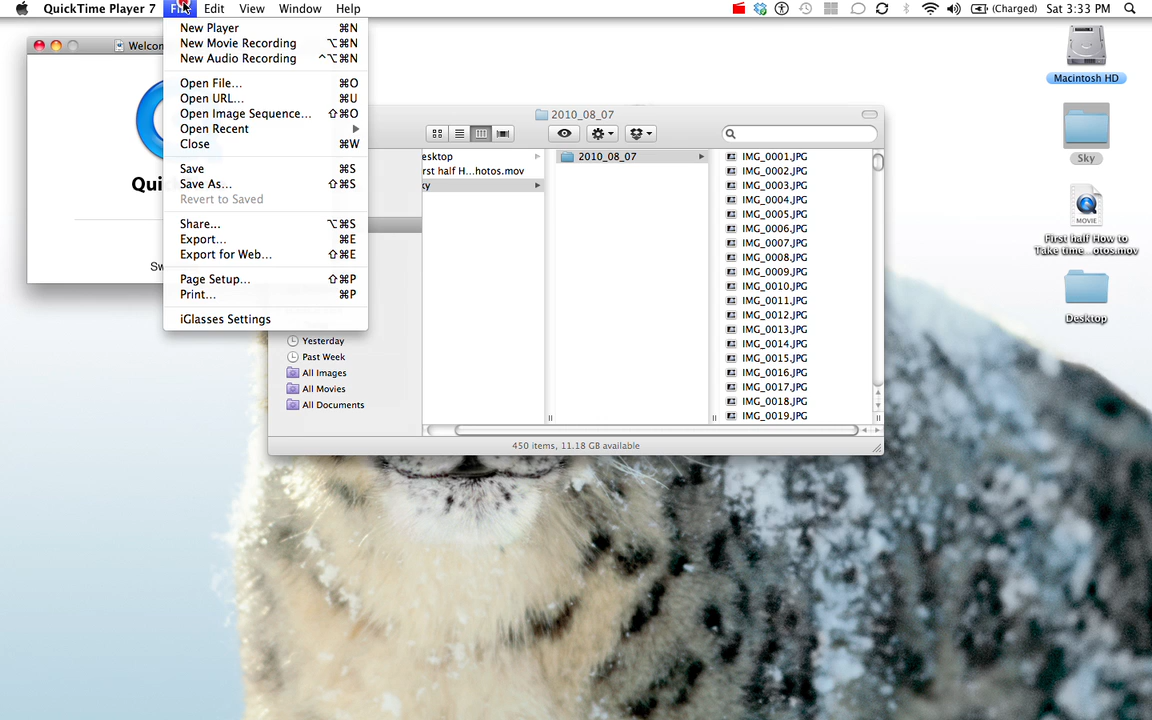 QuickTime Player 7 File Edit View Window Help (Charged) Sat 3:33 PM
New Player ⌘N
New Movie Recording ⌥⌘N
New Audio Recording ^⌥⌘N
Open File... ⌘O
Open URL... ⌘U
Open Image Sequence... ⇧⌘O
Open Recent
Close ⌘W
Save ⌘S
Save As... ⇧⌘S
Revert to Saved
Share... ⌥⌘S
Export... ⌘E
Export for Web... ⇧⌘E
Page Setup... ⇧⌘P
Print... ⌘P
iGlasses Settings
Welcom
Qui
Sw
2010_08_07
esktop
irst half H...hotos.mov
ky
2010_08_07
IMG_0001.JPG
IMG_0002.JPG
IMG_0003.JPG
IMG_0004.JPG
IMG_0005.JPG
IMG_0006.JPG
IMG_0007.JPG
IMG_0008.JPG
IMG_0009.JPG
IMG_0010.JPG
IMG_0011.JPG
IMG_0012.JPG
IMG_0013.JPG
IMG_0014.JPG
IMG_0015.JPG
IMG_0016.JPG
IMG_0017.JPG
IMG_0018.JPG
IMG_0019.JPG
Yesterday
Past Week
All Images
All Movies
All Documents
450 items, 11.18 GB available
Macintosh HD
Sky
MOVIE
First half How to
Take time...otos.mov
Desktop